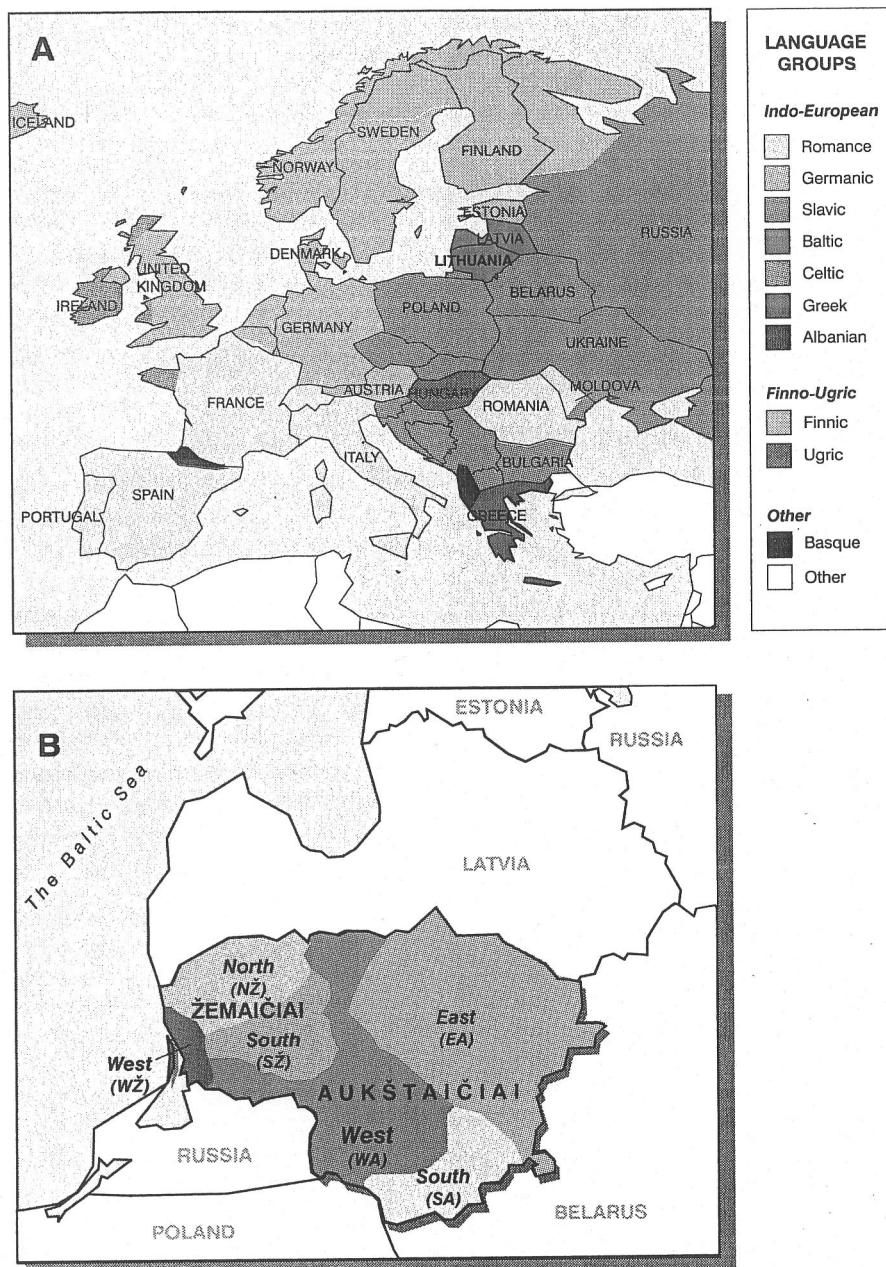 A
LANGUAGE
GROUPS
Indo-European
Romance
Germanic
Slavic
Baltic
Celtic
Greek
Albanian
Finno-Ugric
Finnic
Ugric
Other
Basque
Other
ICELAND
SWEDEN
NORWAY
FINLAND
ESTONIA
RUSSIA
LATVIA
DENMARK
LITHUANIA
UNITED
KINGDOM
IRELAND
BELARUS
POLAND
GERMANY
UKRAINE
AUSTRIA
HUNGARY
MOLDOVA
FRANCE
ROMANIA
ITALY
BULGARIA
SPAIN
PORTUGAL
GREECE
B
The Baltic Sea
ESTONIA
RUSSIA
LATVIA
North
(NŽ)
ŽEMAIČIAI
South
(SŽ)
East
(EA)
West
(WŽ)
AUKŠTAIČIAI
West
(WA)
RUSSIA
South
(SA)
POLAND
BELARUS